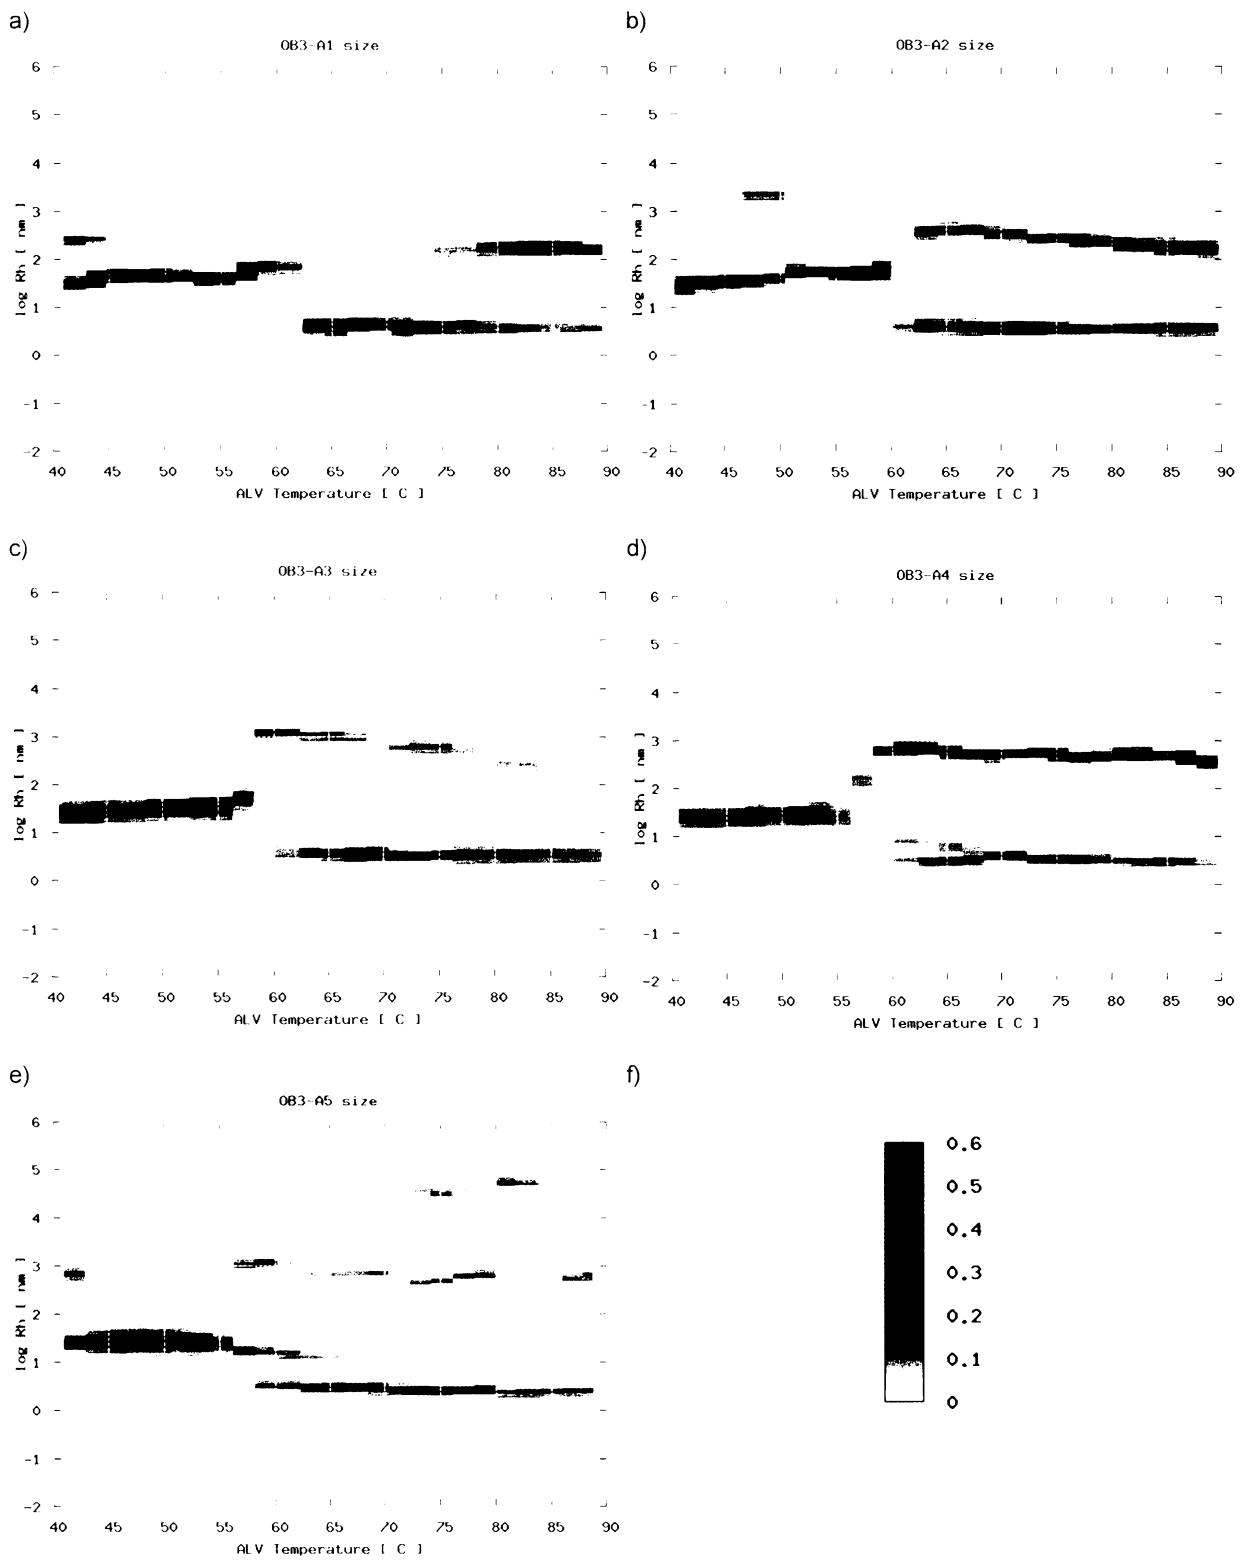 a)
OB3-A1 size
6
5
4
3
2
1
0
-1
-2
log Rh [ nm ]
40 45 50 55 60 65 70 75 80 85 90
ALV Temperature [ C ]
b)
OB3-A2 size
6
5
4
3
2
1
0
-1
-2
log Rh [ nm ]
40 45 50 55 60 65 70 75 80 85 90
ALV Temperature [ C ]
c)
OB3-A3 size
6
5
4
3
2
1
0
-1
-2
log Rh [ nm ]
40 45 50 55 60 65 70 75 80 85 90
ALV Temperature [ C ]
d)
OB3-A4 size
6
5
4
3
2
1
0
-1
-2
log Rh [ nm ]
40 45 50 55 60 65 70 75 80 85 90
ALV Temperature [ C ]
e)
OB3-A5 size
6
5
4
3
2
1
0
-1
-2
log Rh [ nm ]
40 45 50 55 60 65 70 75 80 85 90
ALV Temperature [ C ]
f)
0.6
0.5
0.4
0.3
0.2
0.1
0